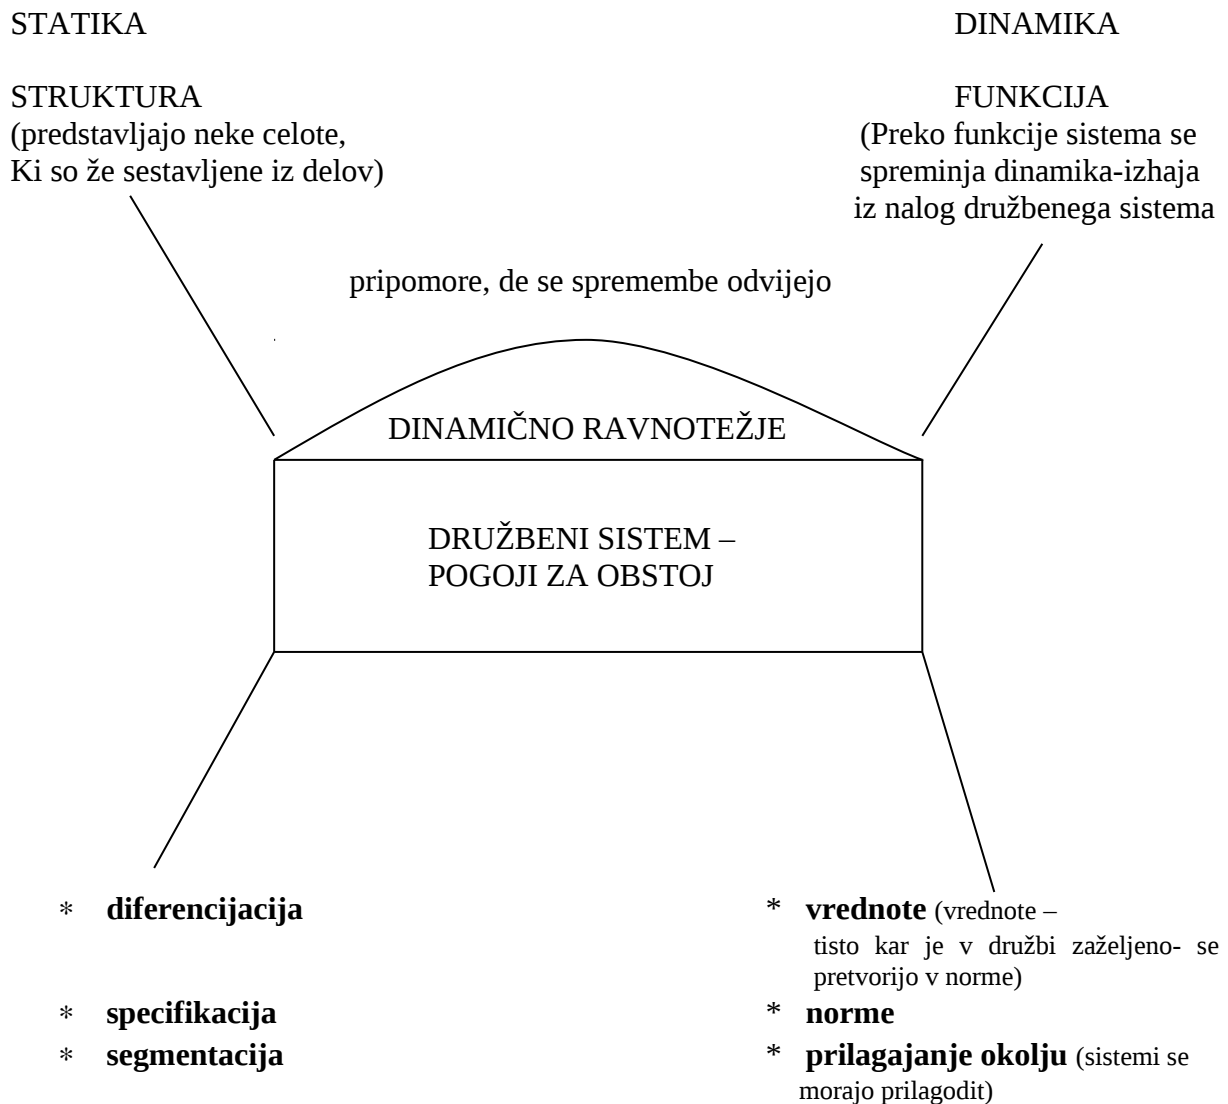 STATIKA
DINAMIKA
STRUKTURA
(predstavljajo neke celote,
Ki so že sestavljene iz delov)
FUNKCIJA
(Preko funkcije sistema se
spreminja dinamika-izhaja
iz nalog družbenega sistema
pripomore, de se spremembe odvijejo
DINAMIČNO RAVNOTEŽJE
DRUŽBENI SISTEM –
POGOJI ZA OBSTOJ
* diferencijacija
* specifikacija
* segmentacija
* vrednote (vrednote –
tisto kar je v družbi zaželjeno- se
pretvorijo v norme)
* norme
* prilagajanje okolju (sistemi se
morajo prilagodit)